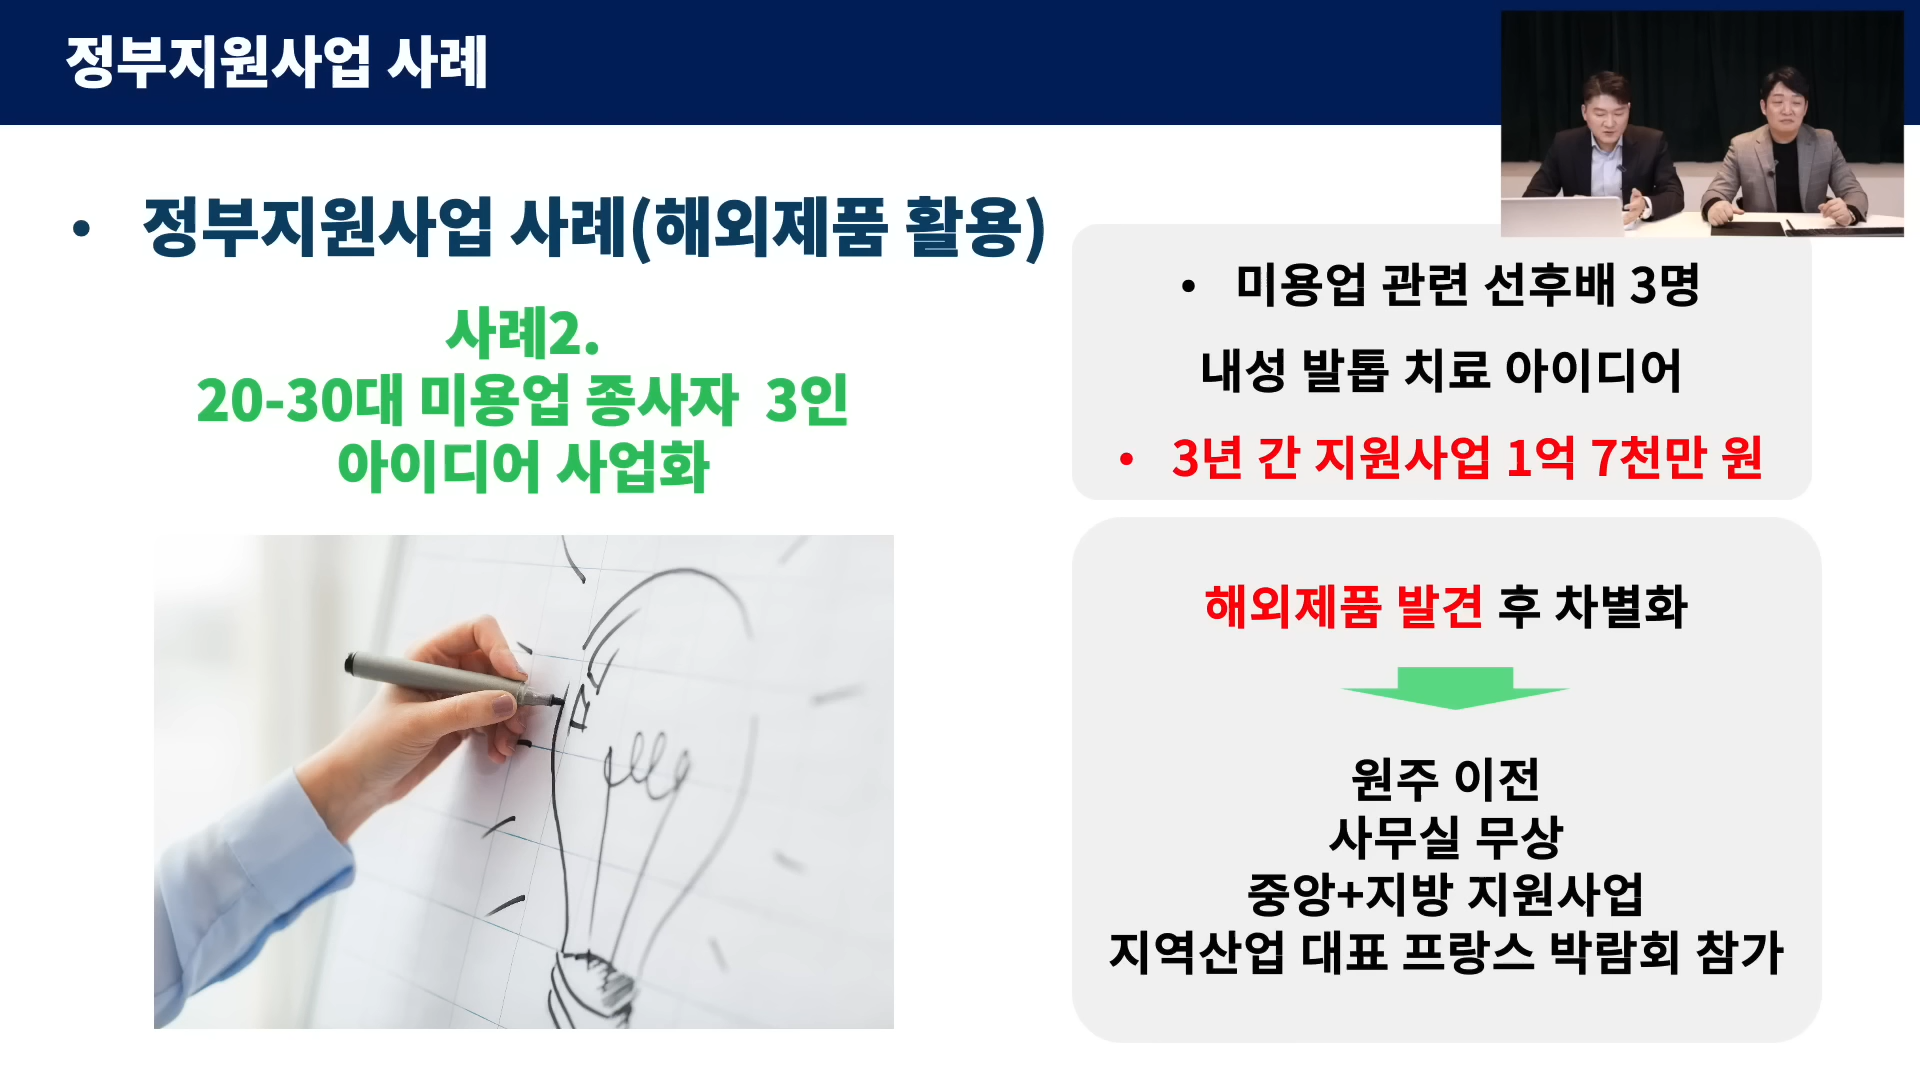 정부지원사업 사례
• 정부지원사업 사례(해외제품 활용)
사례2.
20-30대 미용업 종사자 3인
아이디어 사업화
• 미용업 관련 선후배 3명
내성 발톱 치료 아이디어
• 3년 간 지원사업 1억 7천만 원
해외제품 발견 후 차별화
원주 이전
사무실 무상
중앙+지방 지원사업
지역산업 대표 프랑스 박람회 참가